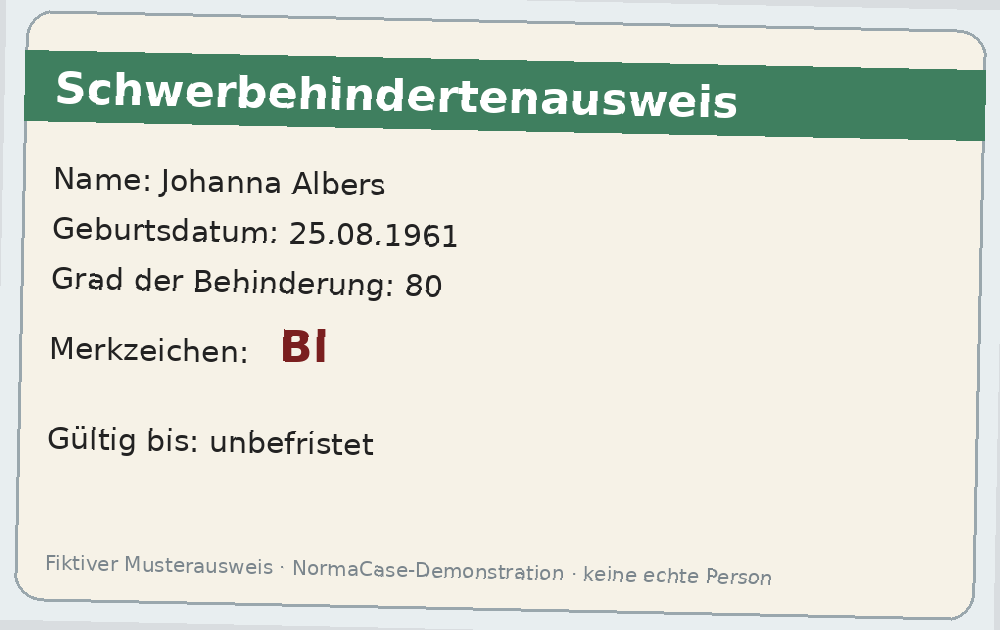 Schwerbehindertenausweis
Name: Johanna Albers
Geburtsdatum: 25.08.1961
Grad der Behinderung: 80
Merkzeichen: Bl
Gültig bis: unbefristet
Fiktiver Musterausweis · NormaCase-Demonstration · keine echte Person